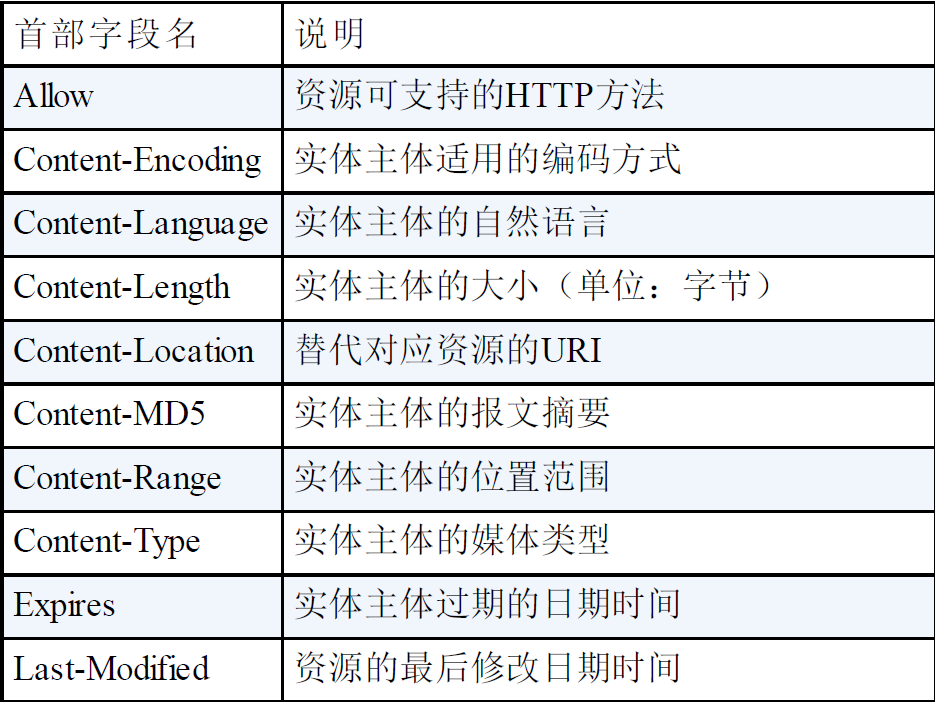 首部字段名 说明
Allow 资源可支持的HTTP方法
Content-Encoding 实体主体适用的编码方式
Content-Language 实体主体的自然语言
Content-Length 实体主体的大小（单位：字节）
Content-Location 替代对应资源的URI
Content-MD5 实体主体的报文摘要
Content-Range 实体主体的位置范围
Content-Type 实体主体的媒体类型
Expires 实体主体过期的日期时间
Last-Modified 资源的最后修改日期时间